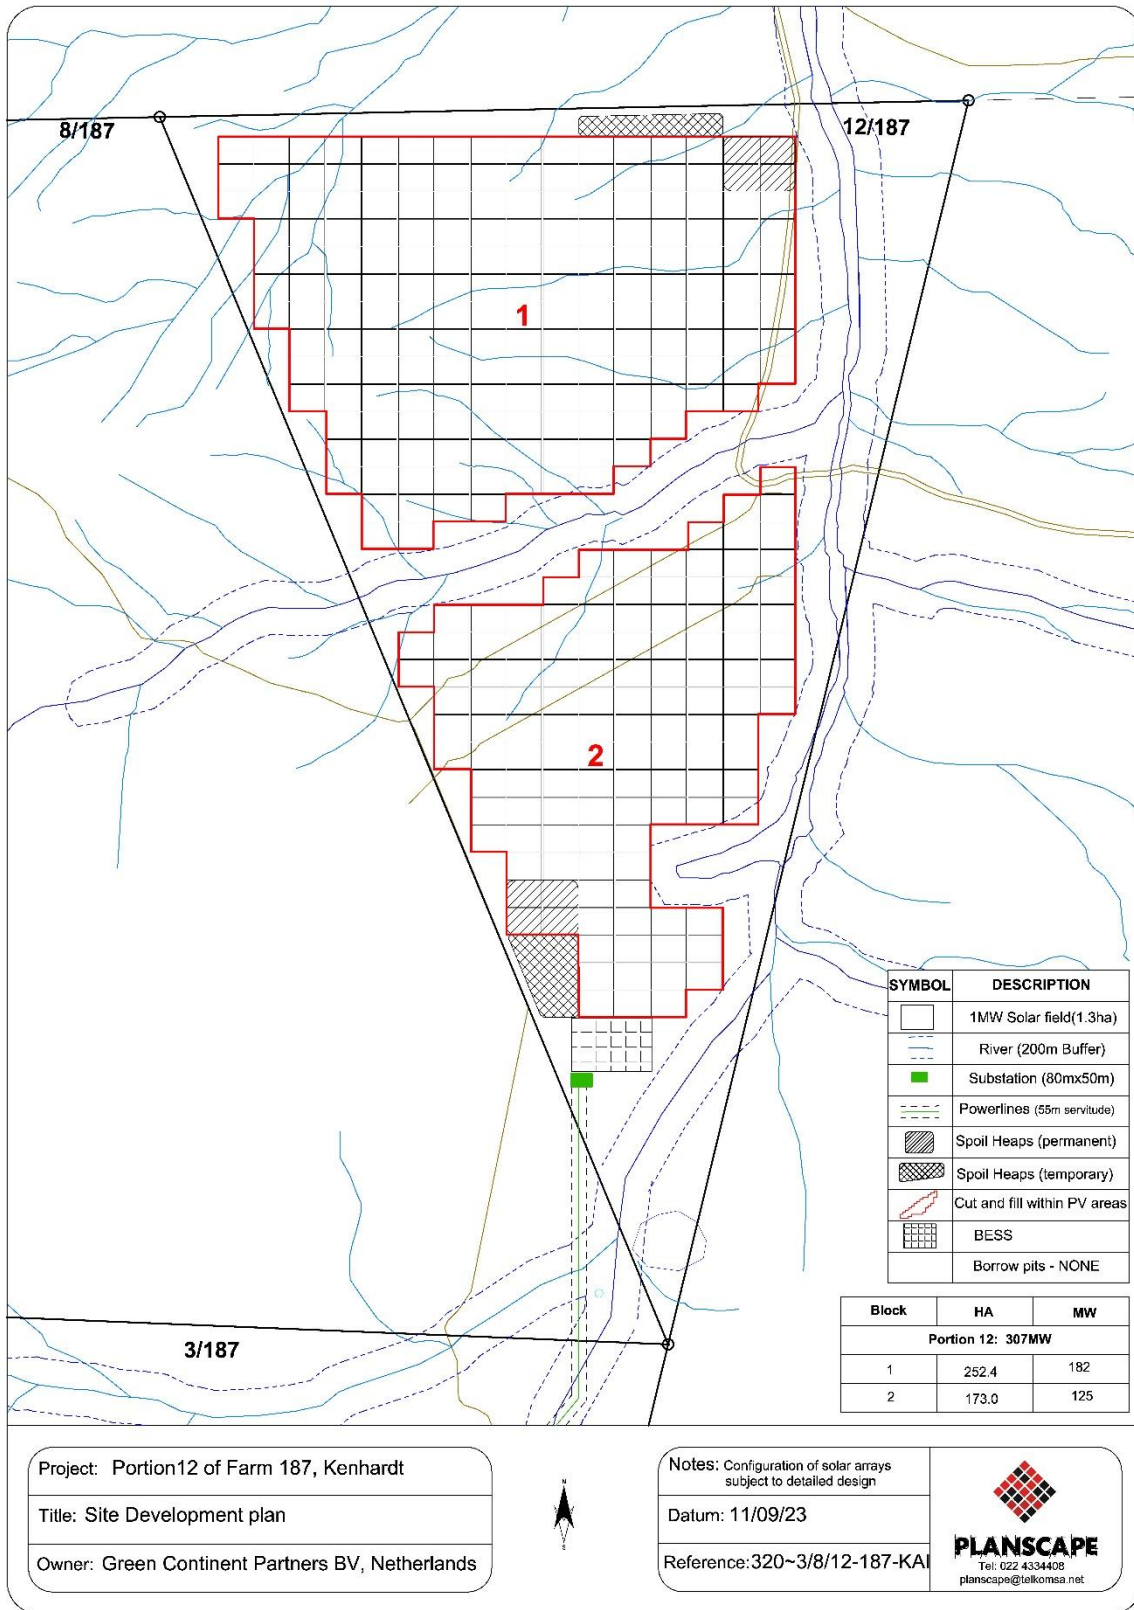 8/187
12/187
1
2
3/187
SYMBOL DESCRIPTION
1MW Solar field(1.3ha)
River (200m Buffer)
Substation (80mx50m)
Powerlines (55m servitude)
Spoil Heaps (permanent)
Spoil Heaps (temporary)
Cut and fill within PV areas
BESS
Borrow pits - NONE
Block HA MW
Portion 12: 307MW
1 252.4 182
2 173.0 125
Project: Portion12 of Farm 187, Kenhardt
Title: Site Development plan
Owner: Green Continent Partners BV, Netherlands
N
S
Notes: Configuration of solar arrays
subject to detailed design
Datum: 11/09/23
Reference:320~3/8/12-187-KAI
PLANSCAPE
Tel: 022 4334408
planscape@telkomsa.net